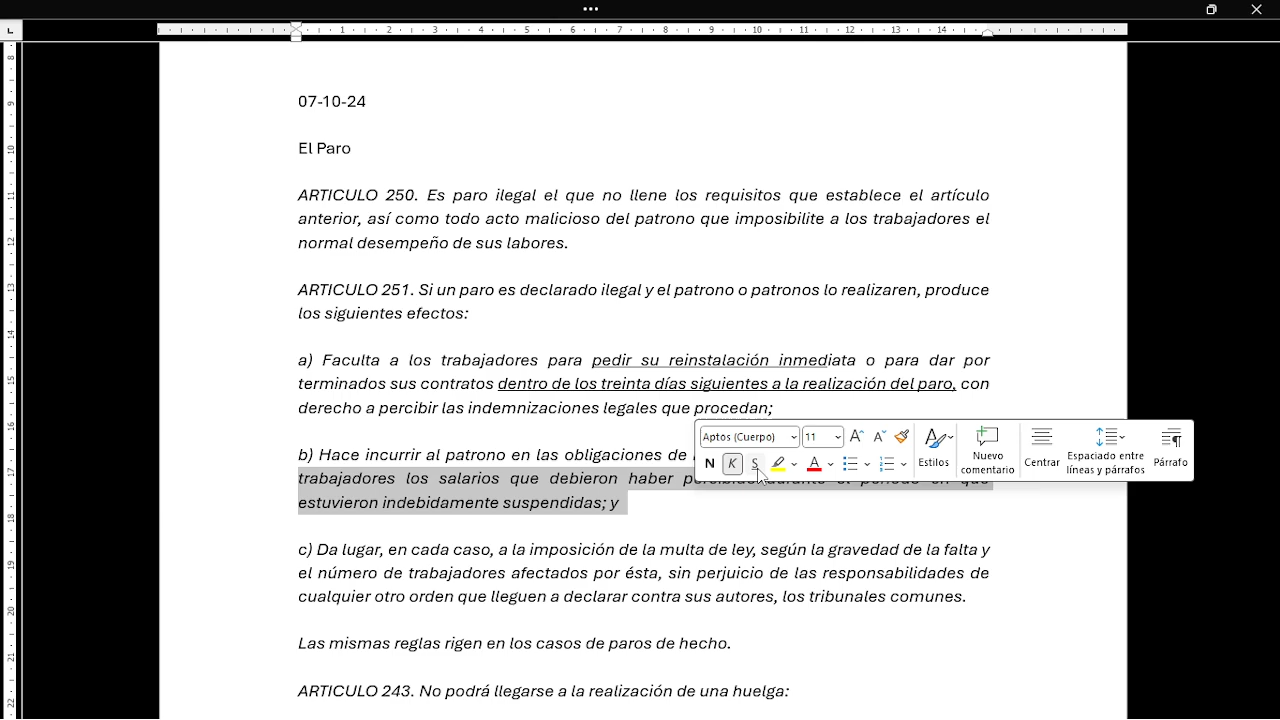 07-10-24
El Paro
ARTICULO 250. Es paro ilegal el que no llene los requisitos que establece el artículo
anterior, así como todo acto malicioso del patrono que imposibilite a los trabajadores el
normal desempeño de sus labores.
ARTICULO 251. Si un paro es declarado ilegal y el patrono o patronos lo realizaren, produce
los siguientes efectos:
a) Faculta a los trabajadores para pedir su reinstalación inmediata o para dar por
terminados sus contratos dentro de los treinta días siguientes a la realización del paro, con
derecho a percibir las indemnizaciones legales que procedan;
Aptos (Cuerpo) 11
b) Hace incurrir al patrono en las obligaciones de
N K S A
Estilos
Nuevo comentario
Centrar
Espaciado entre líneas y párrafos
Párrafo
trabajadores los salarios que debieron haber
estuvieron indebidamente suspendidas; y
c) Da lugar, en cada caso, a la imposición de la multa de ley, según la gravedad de la falta y
el número de trabajadores afectados por ésta, sin perjuicio de las responsabilidades de
cualquier otro orden que lleguen a declarar contra sus autores, los tribunales comunes.
Las mismas reglas rigen en los casos de paros de hecho.
ARTICULO 243. No podrá llegarse a la realización de una huelga: